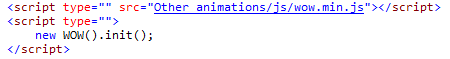 <script type="" src="Other animations/js/wow.min.js"></script>
<script type="">
    new WOW().init();
</script>